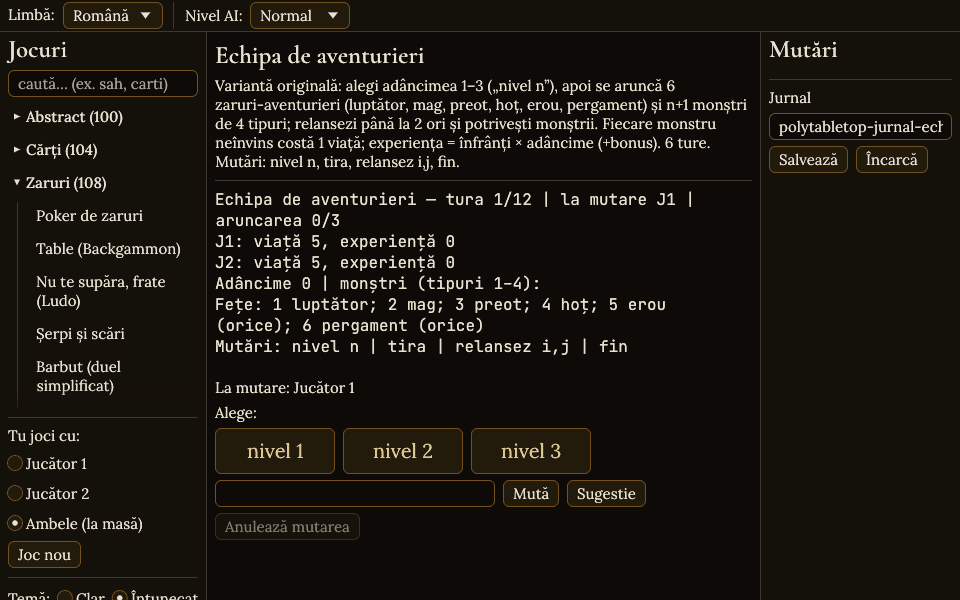 Limbă: Română ▼ Nivel AI: Normal ▼
Jocuri
caută... (ex. sah, carti)
▸ Abstract (100)
▸ Cărți (104)
▾ Zaruri (108)
Poker de zaruri
Table (Backgammon)
Nu te supăra, frate
(Ludo)
Șerpi și scări
Barbut (duel
simplificat)
Tu joci cu:
Jucător 1
Jucător 2
Ambele (la masă)
Joc nou
Temă: Clar Întunecat
Echipa de aventurieri
Variantă originală: alegi adâncimea 1–3 („nivel n”), apoi se aruncă 6
zaruri-aventurieri (luptător, mag, preot, hoț, erou, pergament) și n+1 monștri
de 4 tipuri; relansezi până la 2 ori și potrivești monștrii. Fiecare monstru
neînvins costă 1 viață; experiența = înfrânți × adâncime (+bonus). 6 ture.
Mutări: nivel n, tira, relansez i,j, fin.
Echipa de aventurieri — tura 1/12 | la mutare J1 |
aruncarea 0/3
J1: viață 5, experiență 0
J2: viață 5, experiență 0
Adâncime 0 | monștri (tipuri 1–4):
Fețe: 1 luptător; 2 mag; 3 preot; 4 hoț; 5 erou
(orice); 6 pergament (orice)
Mutări: nivel n | tira | relansez i,j | fin
La mutare: Jucător 1
Alege:
nivel 1 nivel 2 nivel 3
Mută Sugestie
Anulează mutarea
Mutări
Jurnal
polytabletop-jurnal-ech
Salvează Încarcă